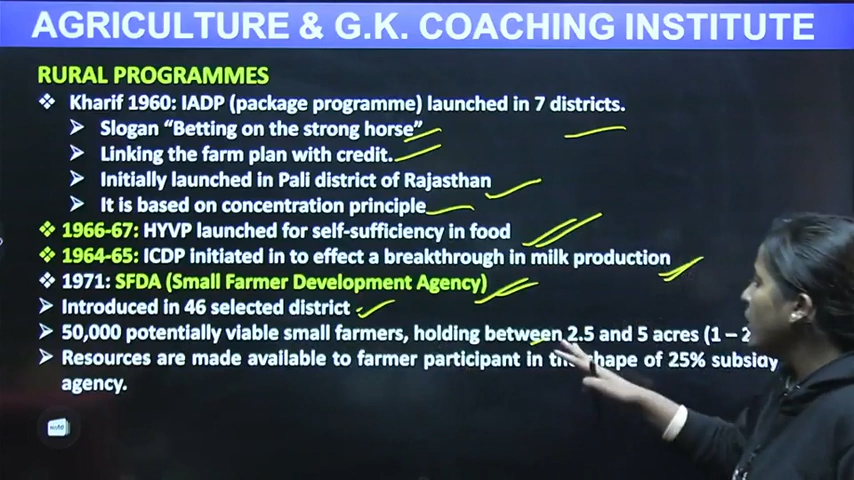 AGRICULTURE & G.K. COACHING INSTITUTE
RURAL PROGRAMMES
❖ Kharif 1960: IADP (package programme) launched in 7 districts.
➤ Slogan “Betting on the strong horse”
➤ Linking the farm plan with credit.
➤ Initially launched in Pali district of Rajasthan
➤ It is based on concentration principle
❖ 1966-67: HYVP launched for self-sufficiency in food
❖ 1964-65: ICDP initiated in to effect a breakthrough in milk production
❖ 1971: SFDA (Small Farmer Development Agency)
➤ Introduced in 46 selected district
➤ 50,000 potentially viable small farmers, holding between 2.5 and 5 acres (1 – 2
➤ Resources are made available to farmer participant in the shape of 25% subsidy
agency.